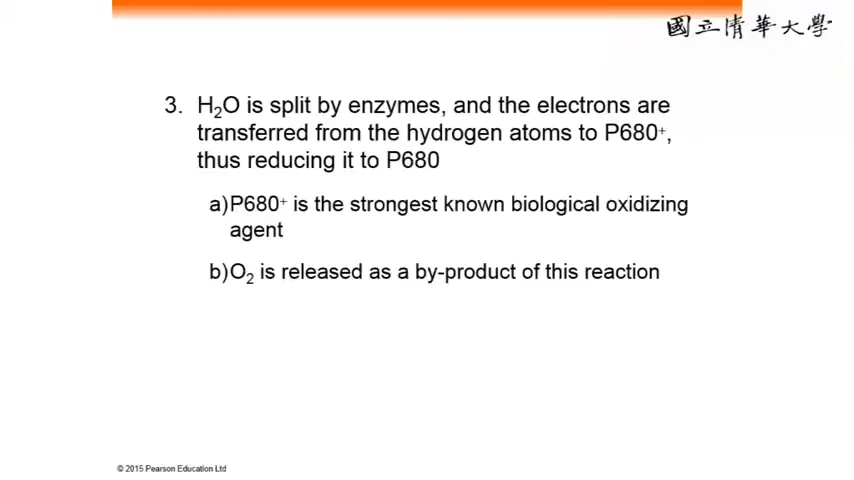 國立清華大學
3. H₂O is split by enzymes, and the electrons are
transferred from the hydrogen atoms to P680⁺,
thus reducing it to P680
a)P680⁺ is the strongest known biological oxidizing
agent
b)O₂ is released as a by-product of this reaction
© 2015 Pearson Education Ltd